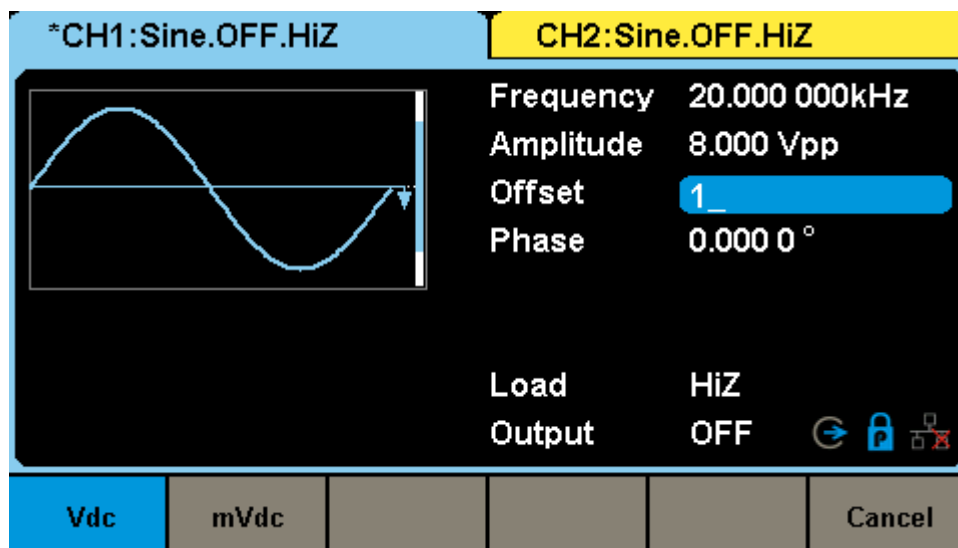 *CH1:Sine.OFF.HiZ
CH2:Sine.OFF.HiZ
Frequency 20.000 000kHz
Amplitude 8.000 Vpp
Offset 1_
Phase 0.000 0 °
Load HiZ
Output OFF
P
Vdc mVdc Cancel